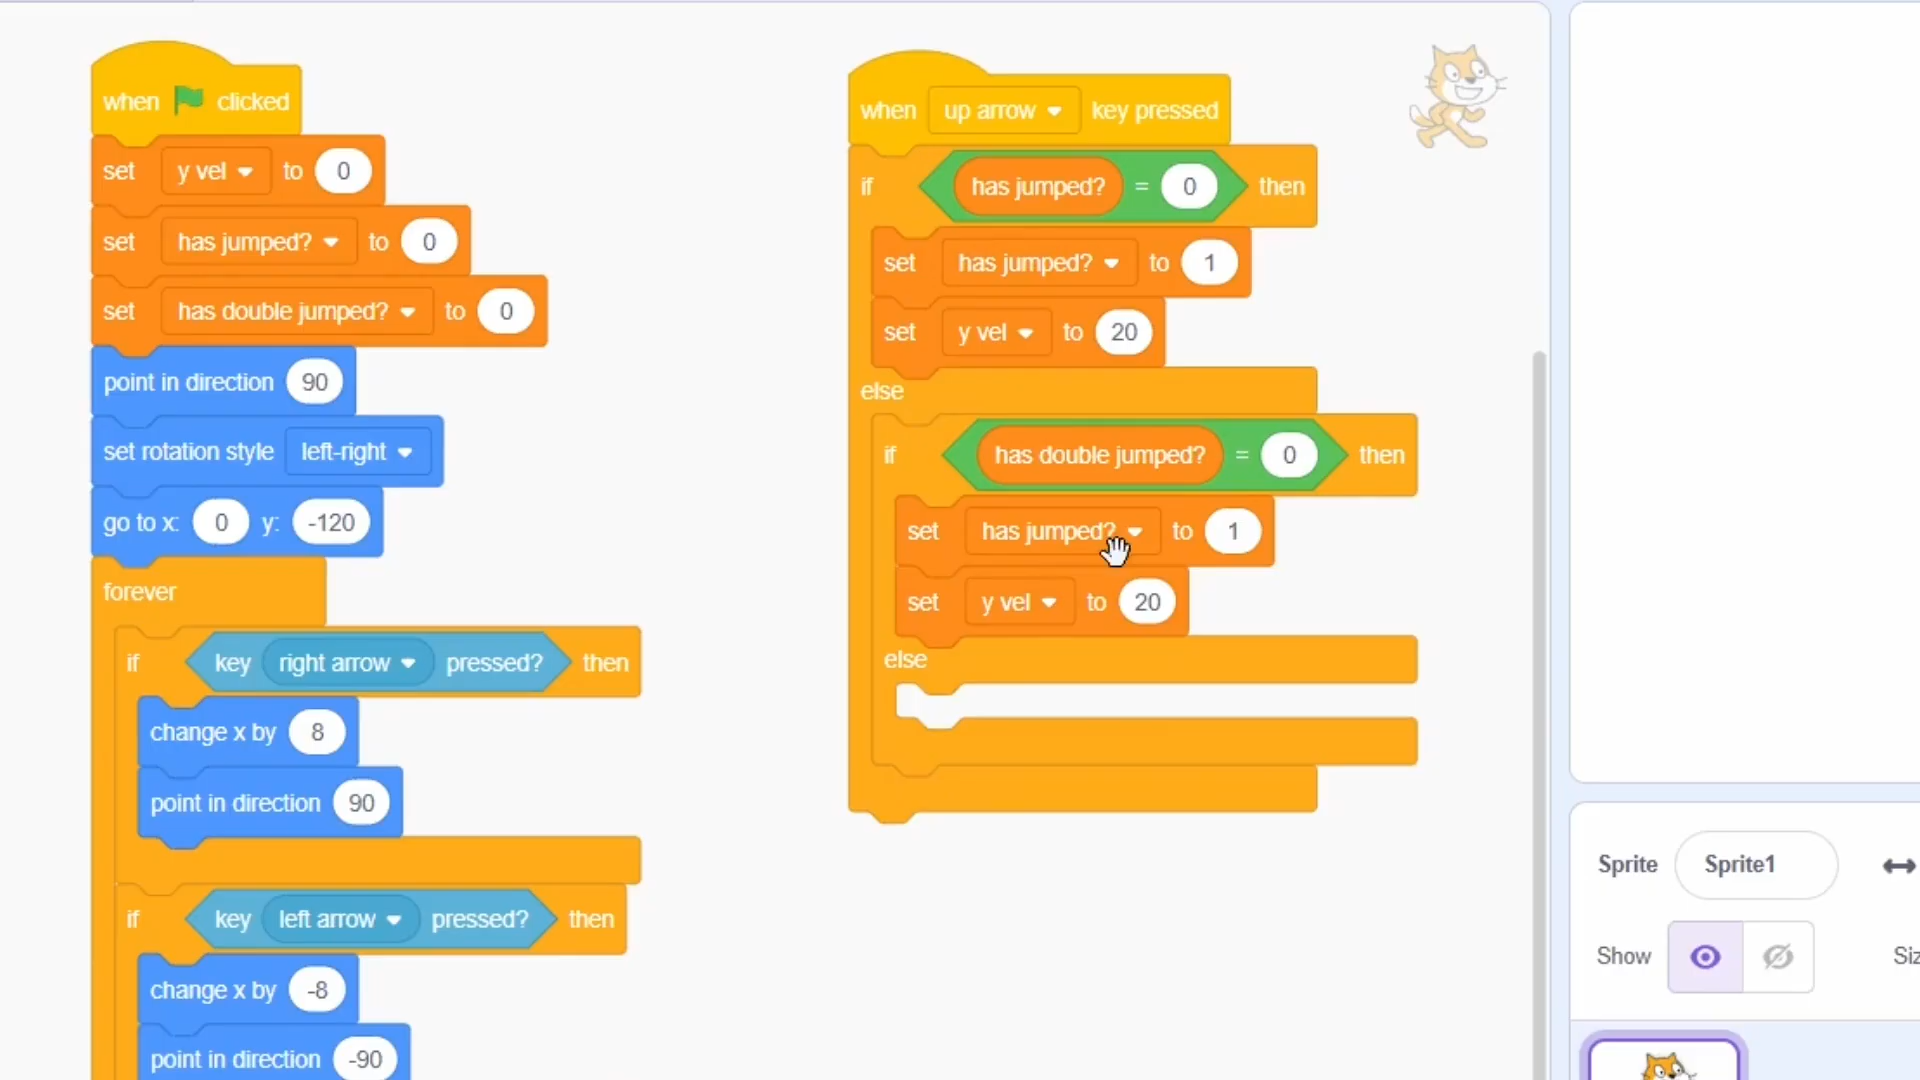 when clicked
set y vel to 0
set has jumped? to 0
set has double jumped? to 0
point in direction 90
set rotation style left-right
go to x: 0 y: -120
forever
if key right arrow pressed? then
change x by 8
point in direction 90
if key left arrow pressed? then
change x by -8
point in direction -90
when up arrow key pressed
if has jumped? = 0 then
set has jumped? to 1
set y vel to 20
else
if has double jumped? = 0 then
set has jumped? to 1
set y vel to 20
else
Sprite Sprite1
Show Siz